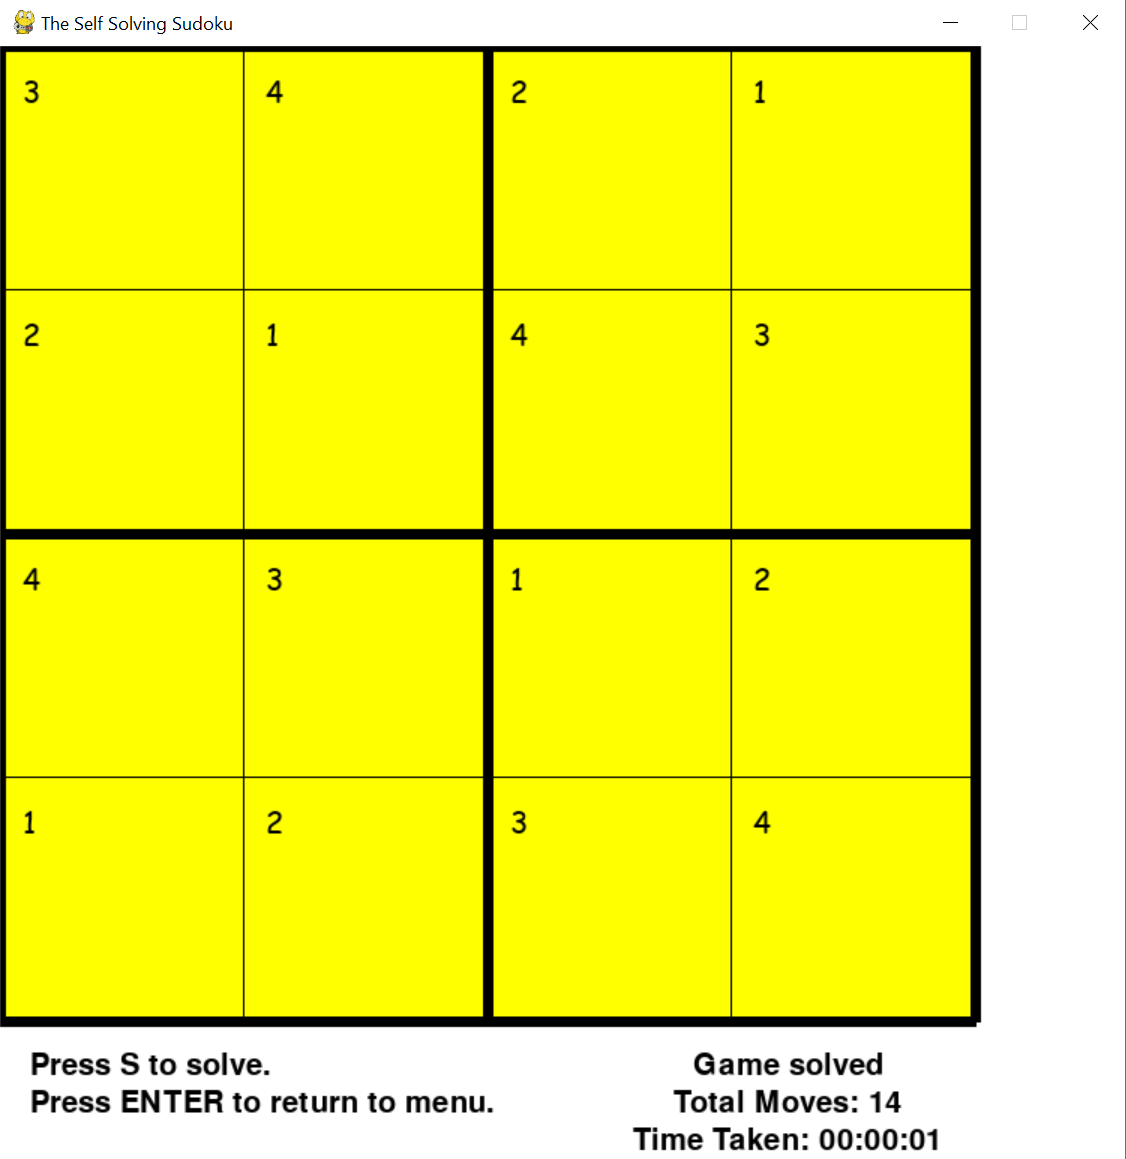 The Self Solving Sudoku
3 4 2 1
2 1 4 3
4 3 1 2
1 2 3 4
Press S to solve.
Press ENTER to return to menu.
Game solved
Total Moves: 14
Time Taken: 00:00:01